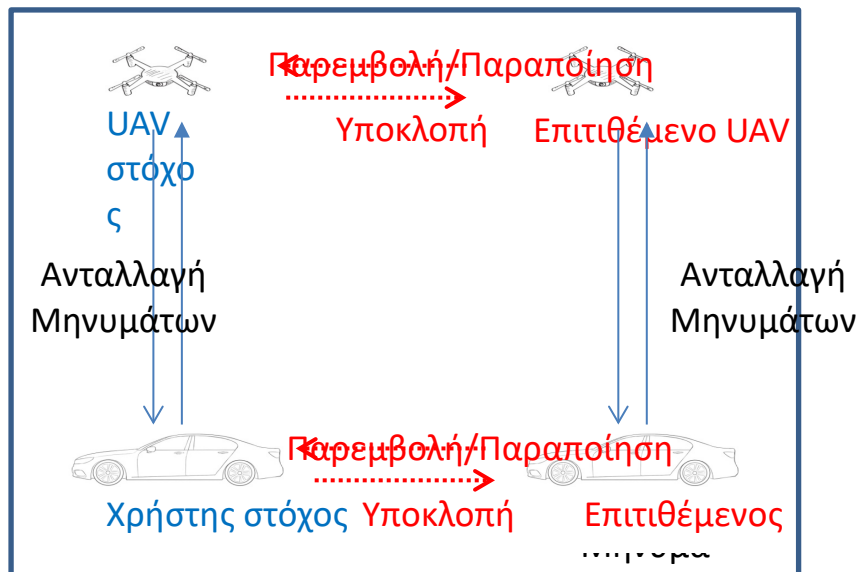 Παρεμβολή/Παραποίηση
UAV
στόχο
ς
Υποκλοπή
Επιτιθέμενο UAV
Ανταλλαγή
Μηνυμάτων
Ανταλλαγή
Μηνυμάτων
Παρεμβολή/Παραποίηση
Χρήστης στόχος
Υποκλοπή
Επιτιθέμενος